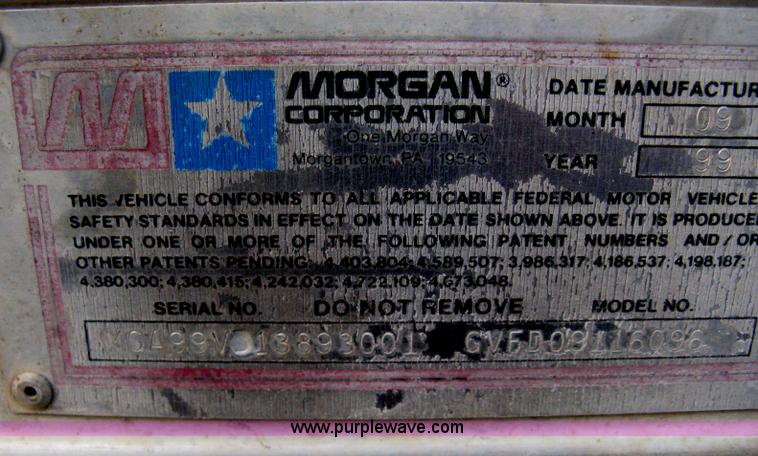 MORGAN®
CORPORATION
One Morgan Way
Morgantown, PA 19543
DATE MANUFACTUR
MONTH 09
YEAR 99
THIS VEHICLE CONFORMS TO ALL APPLICABLE FEDERAL MOTOR VEHICLE
SAFETY STANDARDS IN EFFECT ON THE DATE SHOWN ABOVE. IT IS PRODUCE
UNDER ONE OR MORE OF THE FOLLOWING PATENT NUMBERS AND/OR
OTHER PATENTS PENDING: 4,403,804; 4,589,507; 3,986,317; 4,186,537; 4,198,187;
4,380,300; 4,380,415; 4,242,032; 4,722,109; 4,673,048.
SERIAL NO. DO NOT REMOVE MODEL NO.
www.purplewave.com